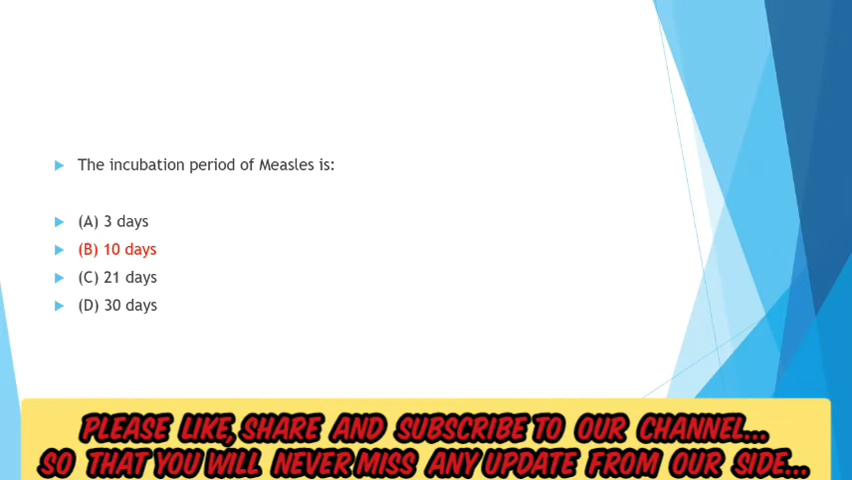 The incubation period of Measles is:
(A) 3 days
(B) 10 days
(C) 21 days
(D) 30 days
PLEASE LIKE, SHARE AND SUBSCRIBE TO OUR CHANNEL...
SO THAT YOU WILL NEVER MISS ANY UPDATE FROM OUR SIDE...